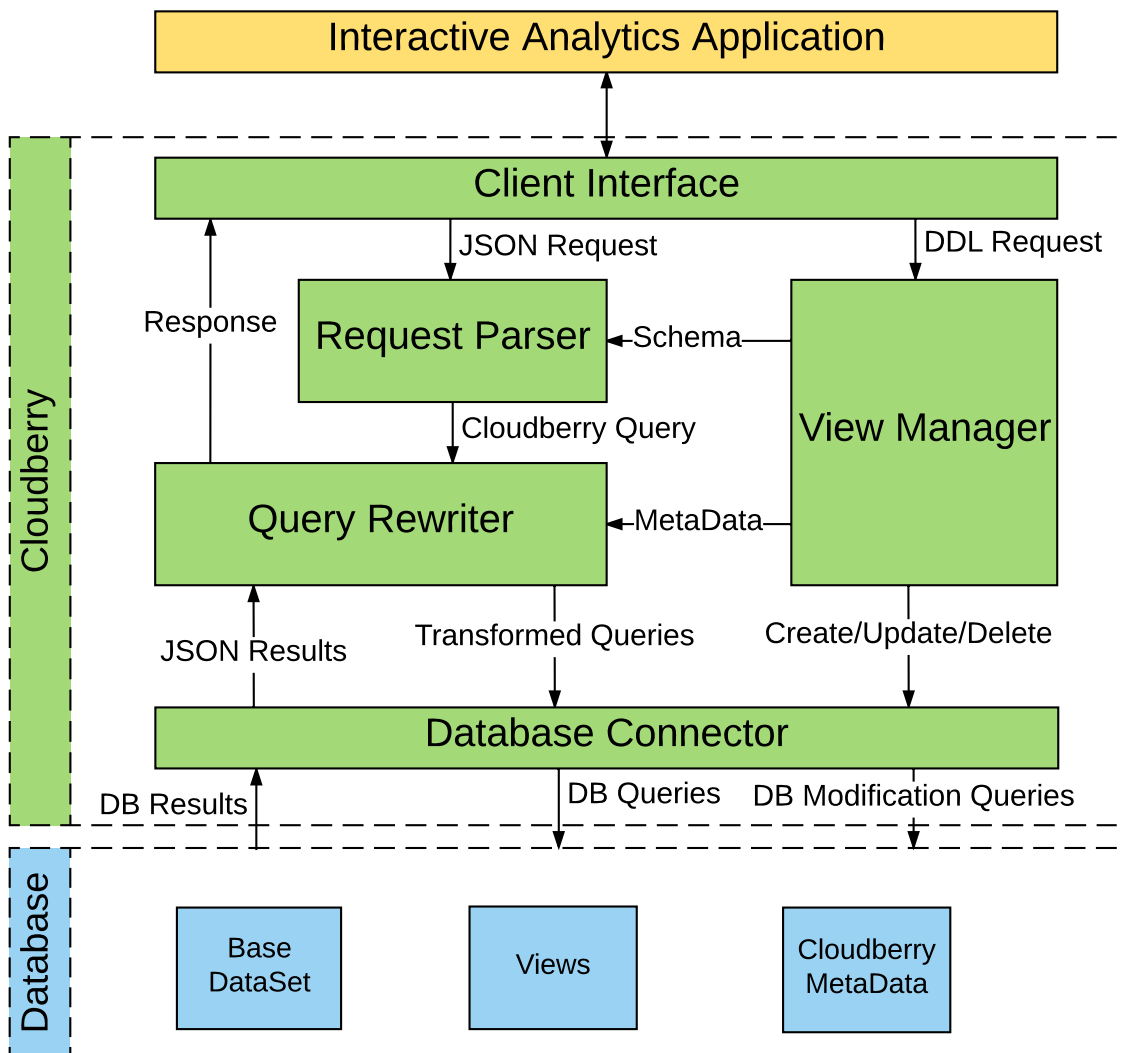 Interactive Analytics Application
Cloudberry
Client Interface
JSON Request
DDL Request
Response
Request Parser
Schema
View Manager
Cloudberry Query
Query Rewriter
MetaData
JSON Results
Transformed Queries
Create/Update/Delete
Database Connector
DB Results
DB Queries
DB Modification Queries
Database
Base
DataSet
Views
Cloudberry
MetaData